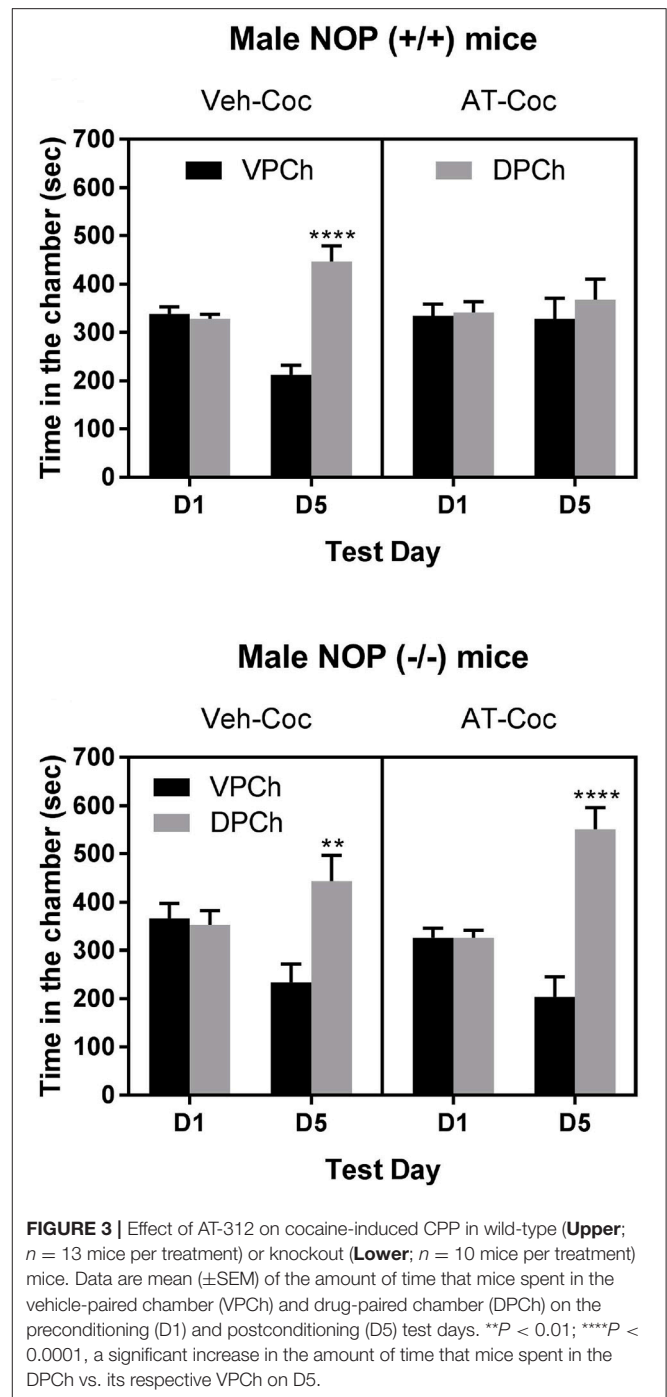 Male NOP (+/+) mice
Veh-Coc AT-Coc
Time in the chamber (sec)
700
600
500
400
300
200
100
0
VPCh DPCh
****
D1 D5 D1 D5
Test Day
Male NOP (-/-) mice
Veh-Coc AT-Coc
Time in the chamber (sec)
700
600
500
400
300
200
100
0
VPCh
DPCh
**
****
D1 D5 D1 D5
Test Day
FIGURE 3 | Effect of AT-312 on cocaine-induced CPP in wild-type (Upper;
n = 13 mice per treatment) or knockout (Lower; n = 10 mice per treatment)
mice. Data are mean (±SEM) of the amount of time that mice spent in the
vehicle-paired chamber (VPCh) and drug-paired chamber (DPCh) on the
preconditioning (D1) and postconditioning (D5) test days. **P < 0.01; ****P <
0.0001, a significant increase in the amount of time that mice spent in the
DPCh vs. its respective VPCh on D5.